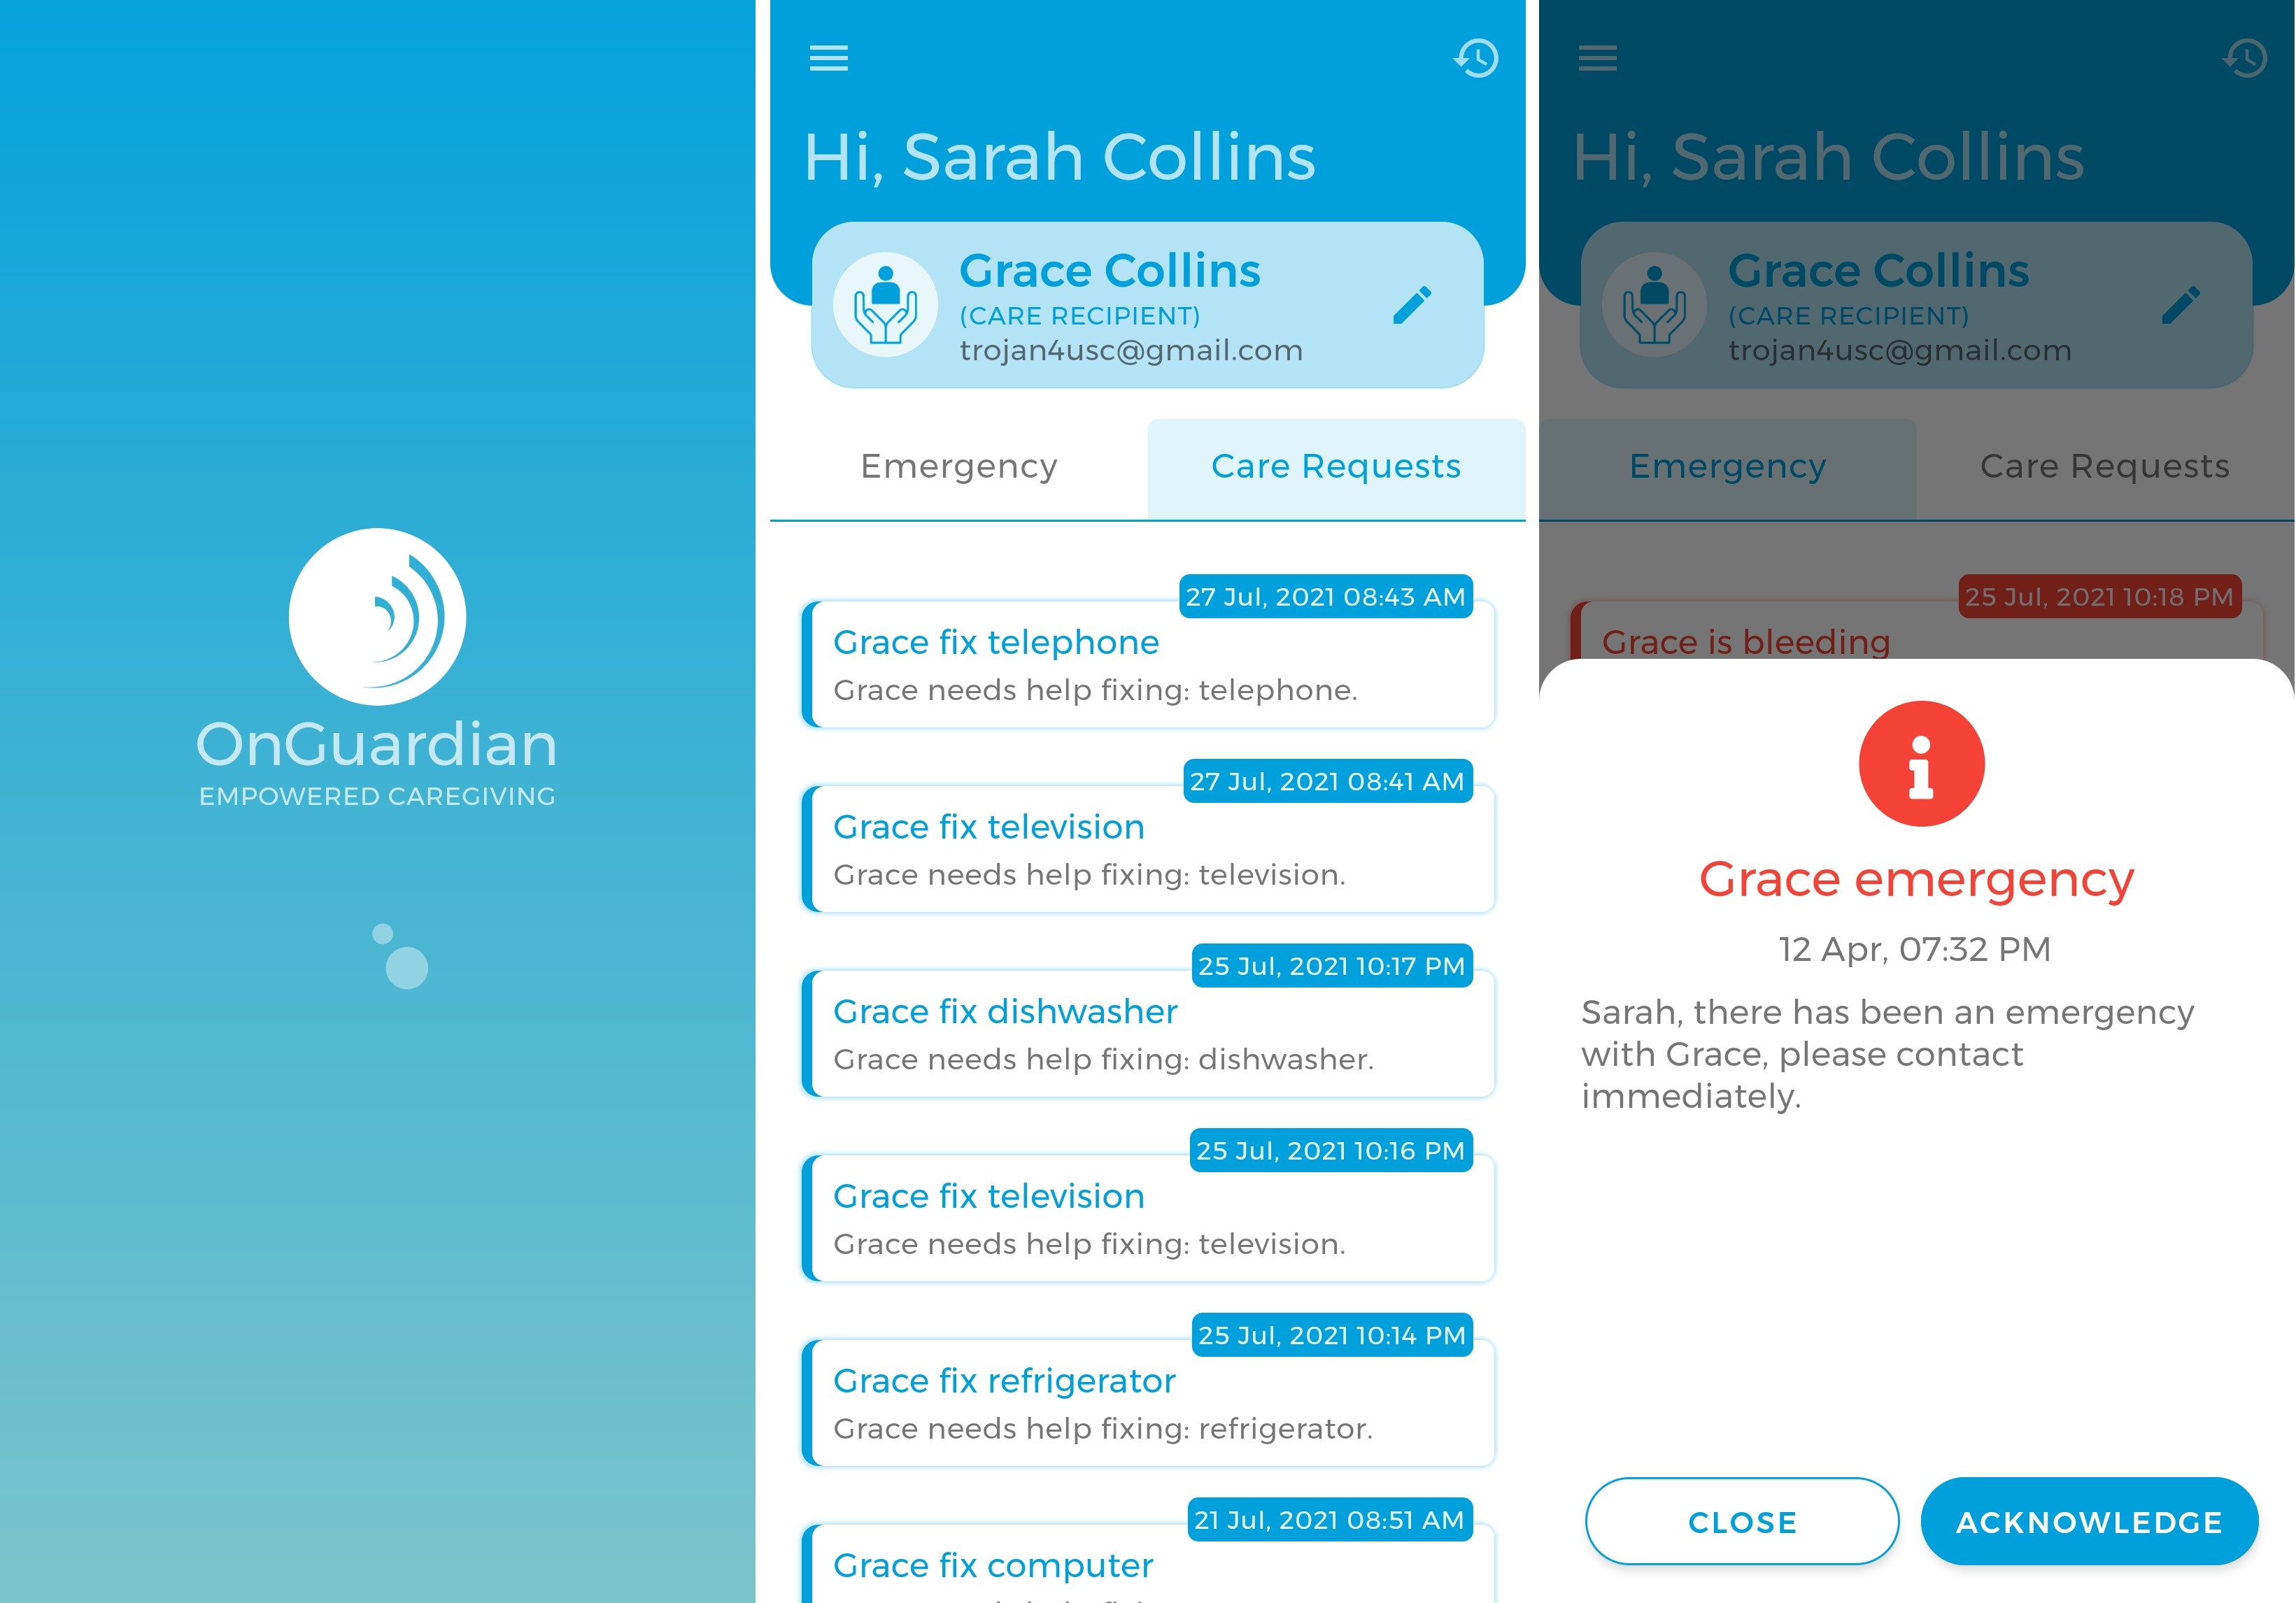 OnGuardian
EMPOWERED CAREGIVING
Hi, Sarah Collins
Grace Collins
(CARE RECIPIENT)
trojan4usc@gmail.com
Emergency
Care Requests
27 Jul, 2021 08:43 AM
Grace fix telephone
Grace needs help fixing: telephone.
27 Jul, 2021 08:41 AM
Grace fix television
Grace needs help fixing: television.
25 Jul, 2021 10:17 PM
Grace fix dishwasher
Grace needs help fixing: dishwasher.
25 Jul, 2021 10:16 PM
Grace fix television
Grace needs help fixing: television.
25 Jul, 2021 10:14 PM
Grace fix refrigerator
Grace needs help fixing: refrigerator.
21 Jul, 2021 08:51 AM
Grace fix computer
Hi, Sarah Collins
Grace Collins
(CARE RECIPIENT)
trojan4usc@gmail.com
Emergency
Care Requests
25 Jul, 2021 10:18 PM
Grace is bleeding
Grace emergency
12 Apr, 07:32 PM
Sarah, there has been an emergency
with Grace, please contact
immediately.
CLOSE
ACKNOWLEDGE